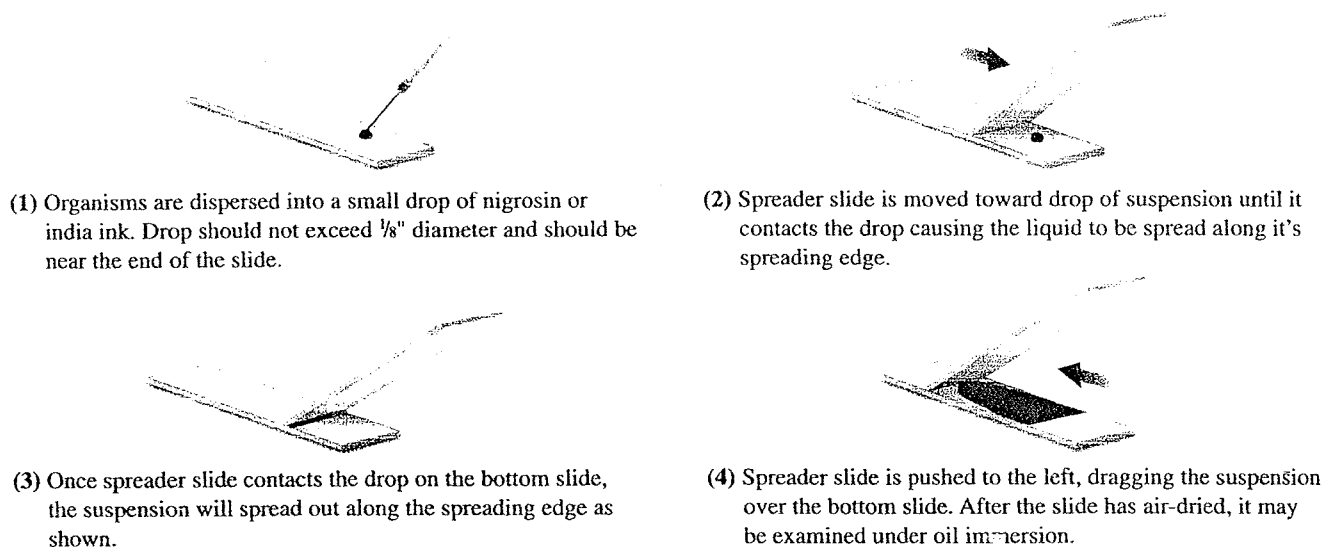 (1) Organisms are dispersed into a small drop of nigrosin or
india ink. Drop should not exceed ⅛" diameter and should be
near the end of the slide.
(2) Spreader slide is moved toward drop of suspension until it
contacts the drop causing the liquid to be spread along it's
spreading edge.
(3) Once spreader slide contacts the drop on the bottom slide,
the suspension will spread out along the spreading edge as
shown.
(4) Spreader slide is pushed to the left, dragging the suspension
over the bottom slide. After the slide has air-dried, it may
be examined under oil immersion.